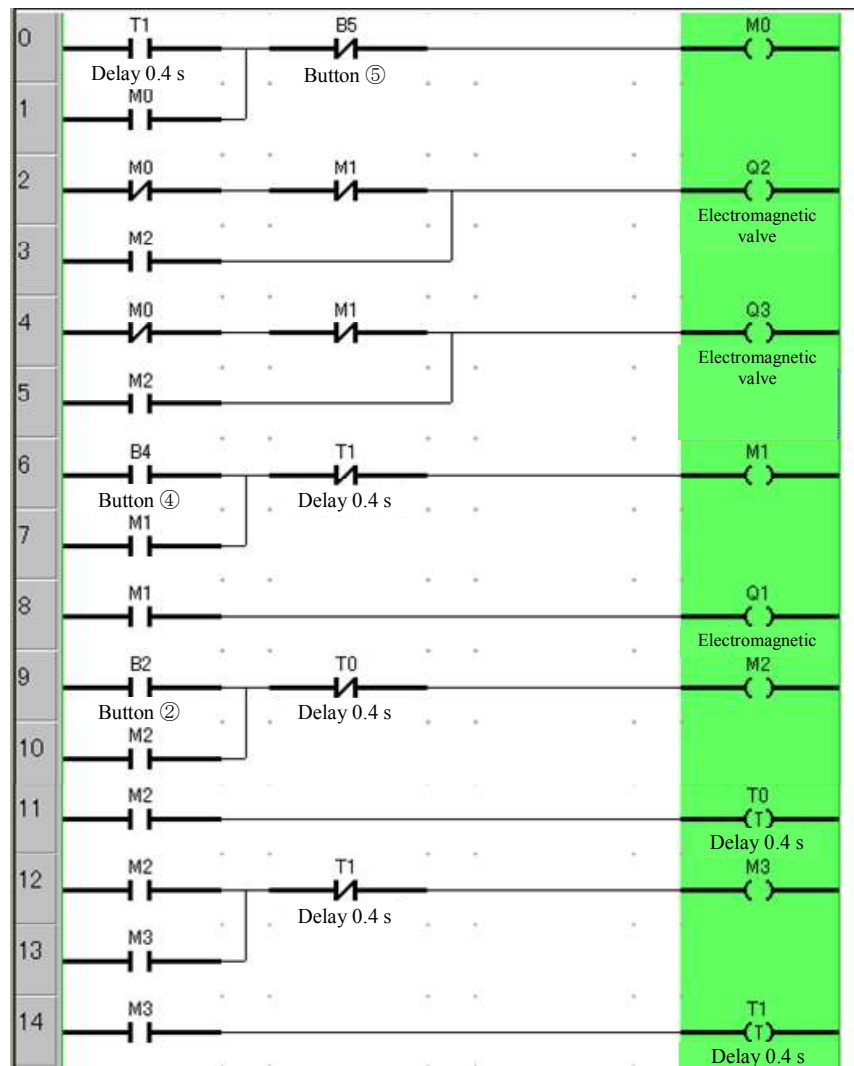 0 T1 B5 M0
Delay 0.4 s Button ⑤
1 M0
2 M0 M1 Q2
Electromagnetic
valve
3 M2
4 M0 M1 Q3
Electromagnetic
valve
5 M2
6 B4 T1 M1
Button ④ Delay 0.4 s
7 M1
8 M1 Q1
Electromagnetic
9 B2 T0 M2
Button ② Delay 0.4 s
10 M2
11 M2 T0
(T)
Delay 0.4 s
12 M2 T1 M3
Delay 0.4 s
13 M3
14 M3 T1
(T)
Delay 0.4 s